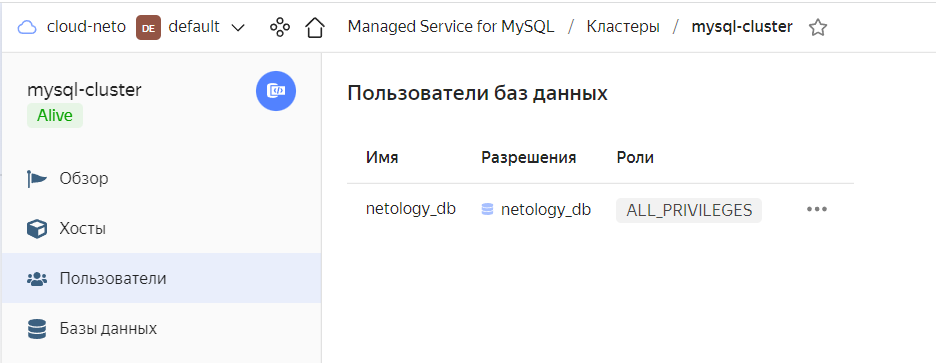 cloud-neto DE default Managed Service for MySQL / Кластеры / mysql-cluster
mysql-cluster
Alive
Обзор
Хосты
Пользователи
Базы данных
Пользователи баз данных
Имя Разрешения Роли
netology_db netology_db ALL_PRIVILEGES